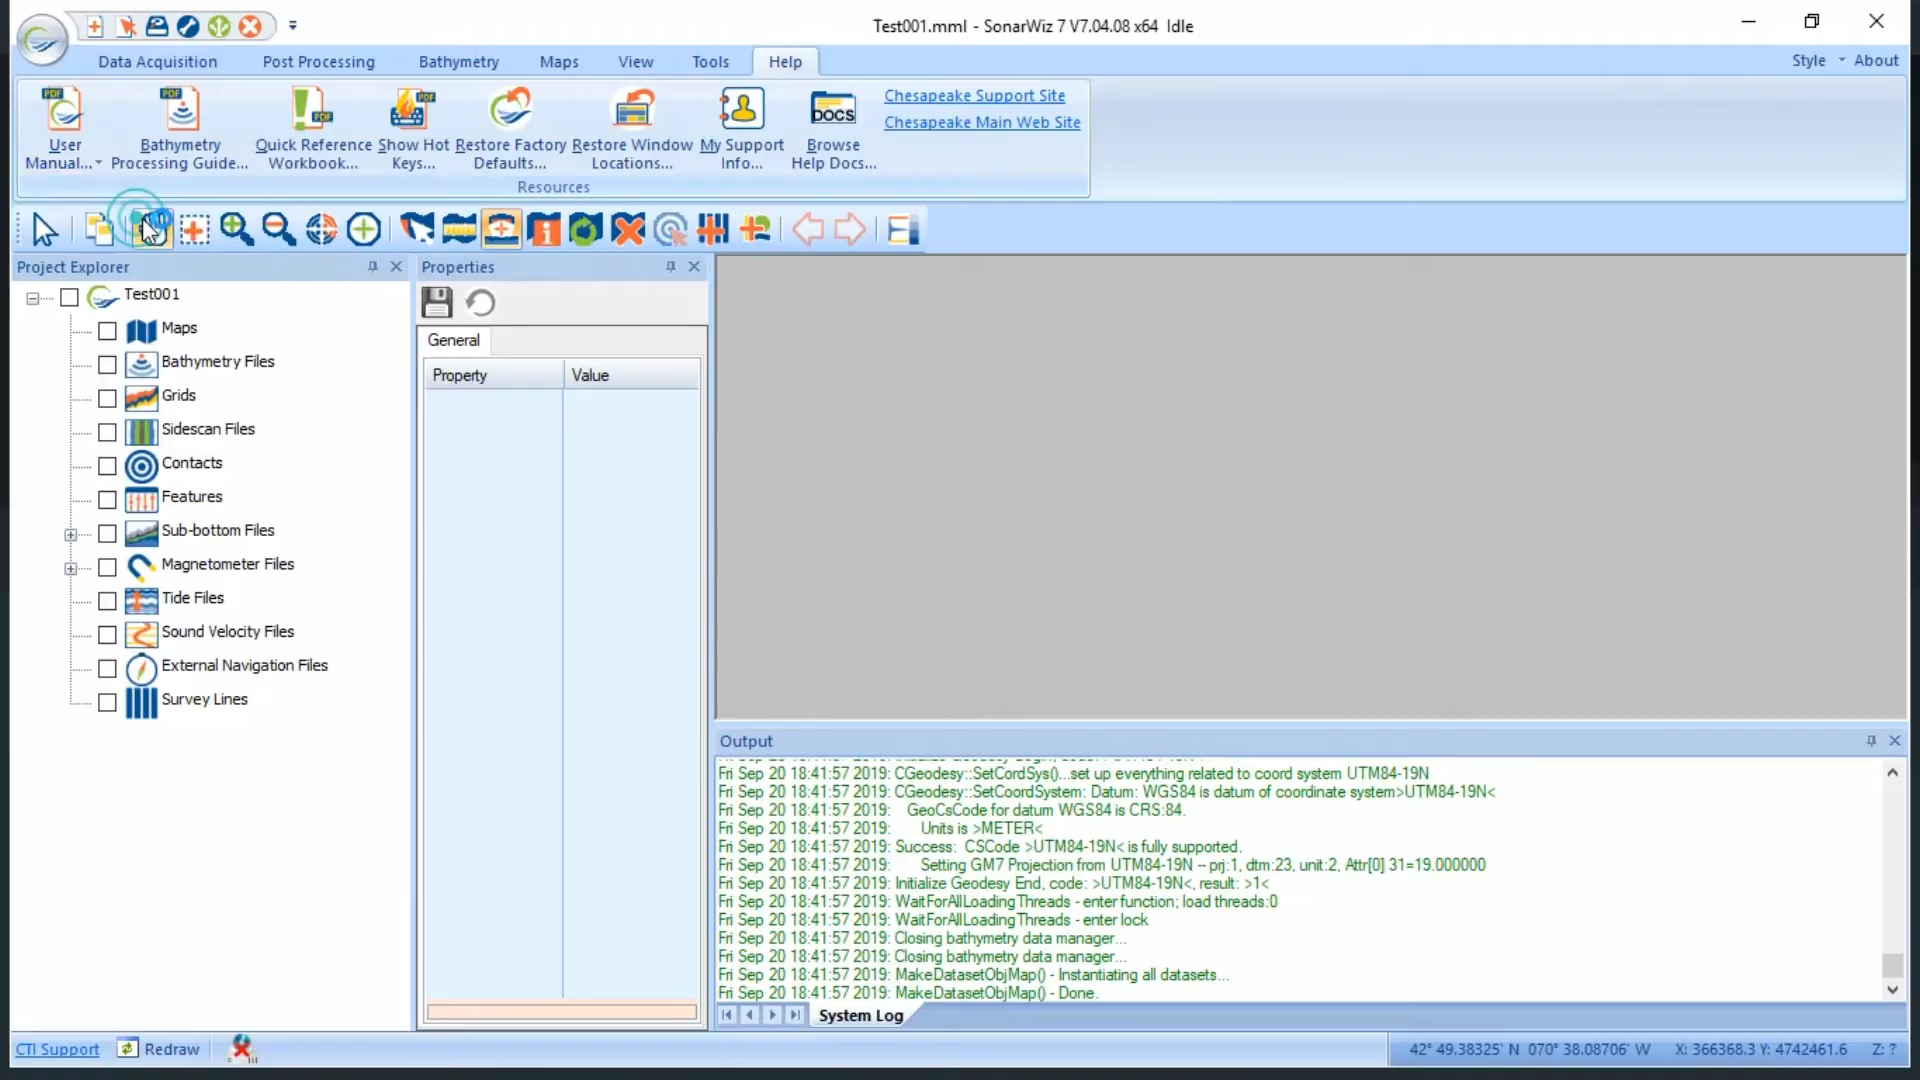 Test001.mml - SonarWiz 7 V7.04.08 x64  Idle
Data Acquisition Post Processing Bathymetry Maps View Tools Help Style About
PDF PDF PDF PDF DOCS
User Manual...
Bathymetry Processing Guide...
Quick Reference Workbook...
Show Hot Keys...
Restore Factory Defaults...
Restore Window Locations...
My Support Info...
Browse Help Docs...
Chesapeake Support Site
Chesapeake Main Web Site
Resources
Project Explorer
Test001
Maps
Bathymetry Files
Grids
Sidescan Files
Contacts
Features
Sub-bottom Files
Magnetometer Files
Tide Files
Sound Velocity Files
External Navigation Files
Survey Lines
Properties
General
Property Value
Output
Fri Sep 20 18:41:57 2019: CGeodesy::SetCordSys()...set up everything related to coord system UTM84-19N
Fri Sep 20 18:41:57 2019: CGeodesy::SetCoordSystem: Datum: WGS84 is datum of coordinate system>UTM84-19N<
Fri Sep 20 18:41:57 2019: GeoCsCode for datum WGS84 is CRS:84.
Fri Sep 20 18:41:57 2019: Units is >METER<
Fri Sep 20 18:41:57 2019: Success: CSCode >UTM84-19N< is fully supported.
Fri Sep 20 18:41:57 2019: Setting GM7 Projection from UTM84-19N -- prj:1, dtm:23, unit:2, Attr[0] 31=19.000000
Fri Sep 20 18:41:57 2019: Initialize Geodesy End, code: >UTM84-19N<, result: >1<
Fri Sep 20 18:41:57 2019: WaitForAllLoadingThreads - enter function; load threads:0
Fri Sep 20 18:41:57 2019: WaitForAllLoadingThreads - enter lock
Fri Sep 20 18:41:57 2019: Closing bathymetry data manager...
Fri Sep 20 18:41:57 2019: Closing bathymetry data manager...
Fri Sep 20 18:41:57 2019: MakeDatasetObjMap() - Instantiating all datasets...
Fri Sep 20 18:41:57 2019: MakeDatasetObjMap() - Done.
System Log
CTI Support Redraw
42° 49.38325' N 070° 38.08706' W X: 366368.3 Y: 4742461.6 Z: ?